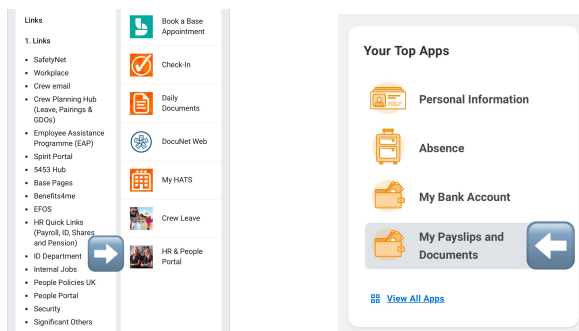 Links
1. Links
SafetyNet
Workplace
Crew email
Crew Planning Hub
(Leave, Pairings &
GDOs)
Employee Assistance
Programme (EAP)
Spirit Portal
5453 Hub
Base Pages
Benefits4me
EFOS
HR Quick Links
(Payroll, ID, Shares
and Pension)
ID Department
Internal Jobs
People Policies UK
People Portal
Security
Significant Others
Book a Base
Appointment
Check-In
Daily
Documents
DocuNet Web
My HATS
Crew Leave
HR & People
Portal
Your Top Apps
Personal Information
Absence
My Bank Account
My Payslips and
Documents
View All Apps